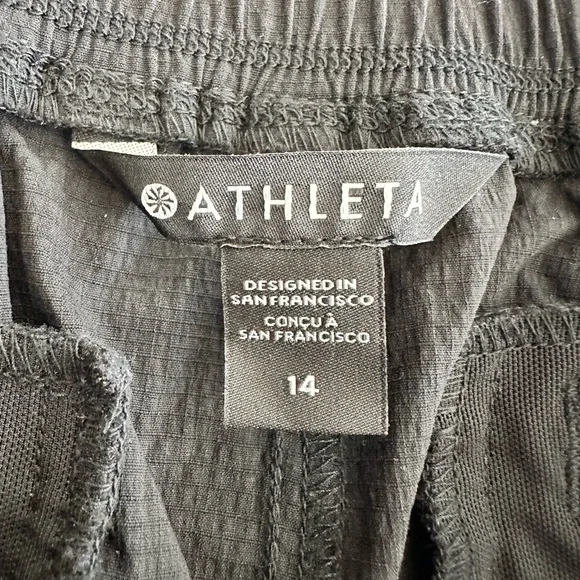 ATHLETA
DESIGNED IN
SAN FRANCISCO
CONÇU À
SAN FRANCISCO
14